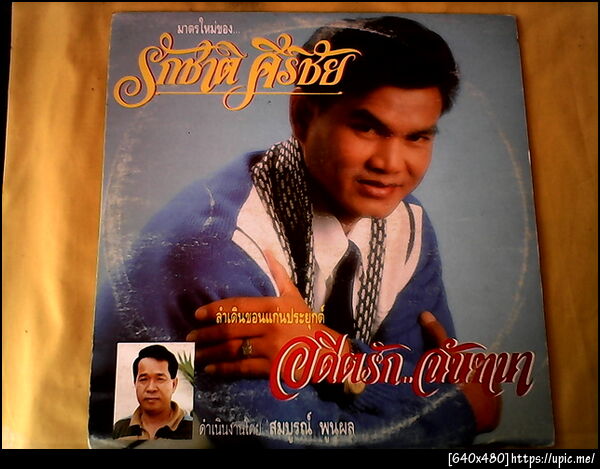 มาตรใหม่ของ...
รักชาติ ศิริชัย
ลำเดินขอนแก่นประยุกต์
อดีตรัก..วันทนา
ดำเนินงานโดย สมบูรณ์ พูนผล
[640x480]https://upic.me/